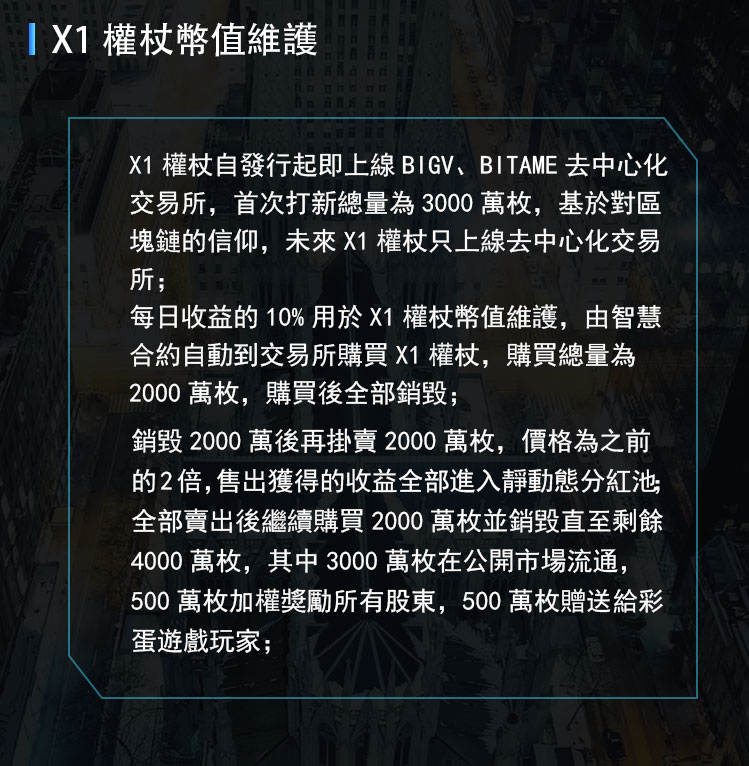 X1 權杖幣值維護
X1 權杖自發行起即上線 BIGV、BITAME 去中心化
交易所，首次打新總量為 3000 萬枚，基於對區
塊鏈的信仰，未來 X1 權杖只上線去中心化交易
所；
每日收益的 10% 用於 X1 權杖幣值維護，由智慧
合約自動到交易所購買 X1 權杖，購買總量為
2000 萬枚，購買後全部銷毀；
銷毀 2000 萬後再掛賣 2000 萬枚，價格為之前
的2倍,售出獲得的收益全部進入靜動態分紅池;
全部賣出後繼續購買 2000 萬枚並銷毀直至剩餘
4000 萬枚，其中 3000 萬枚在公開市場流通，
500 萬枚加權獎勵所有股東，500 萬枚贈送給彩
蛋遊戲玩家；